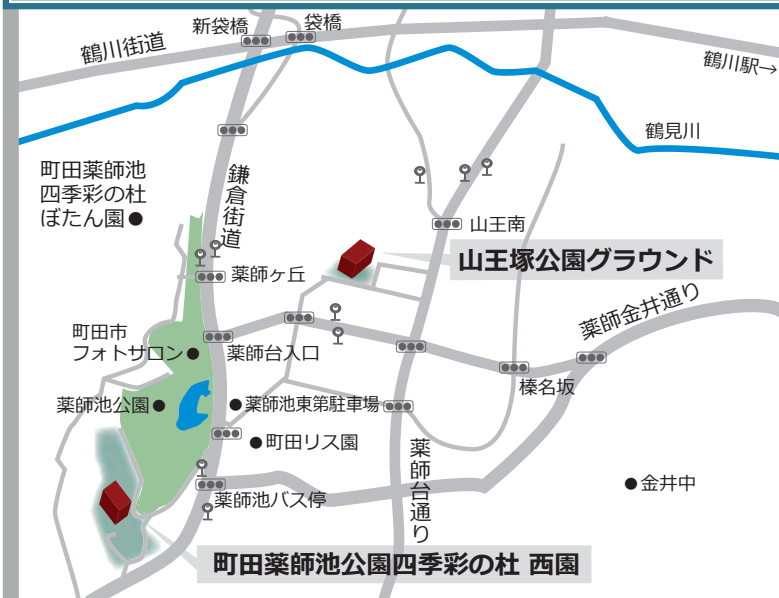 新袋橋
袋橋
鶴川街道
鶴川駅→
鶴見川
町田薬師池
四季彩の杜
ぼたん園
鎌倉街道
山王南
山王塚公園グラウンド
薬師ヶ丘
薬師金井通り
町田市
フォトサロン
薬師台入口
榛名坂
薬師池公園
薬師池東第駐車場
町田リス園
薬師台通り
金井中
薬師池バス停
町田薬師池公園四季彩の杜 西園